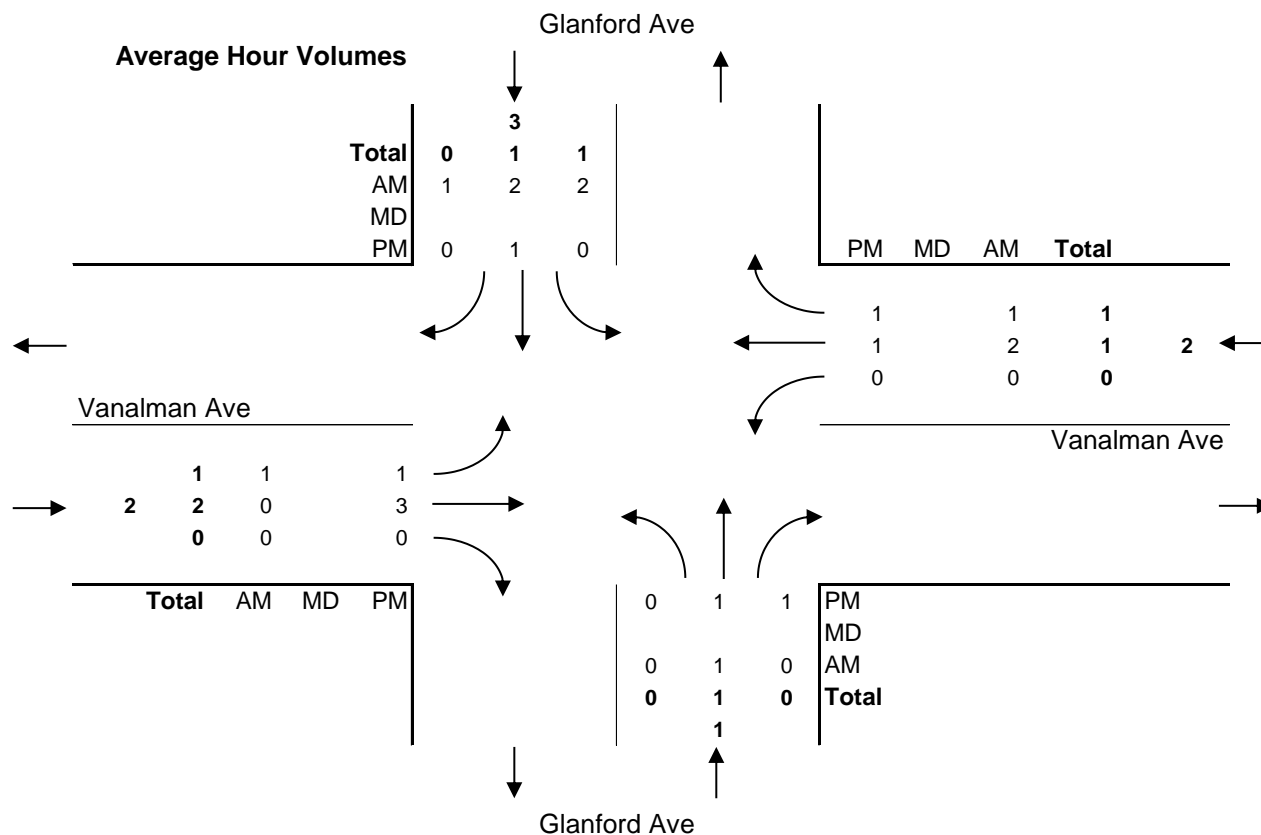 Glanford Ave
Average Hour Volumes
3
Total 0 1 1
AM 1 2 2
MD
PM 0 1 0
PM MD AM Total
1 1 1
1 2 1 2
0 0 0
Vanalman Ave
Vanalman Ave
1 1 1
2 2 0 3
0 0 0
Total AM MD PM
0 1 1 PM
MD
0 1 0 AM
0 1 0 Total
1
Glanford Ave